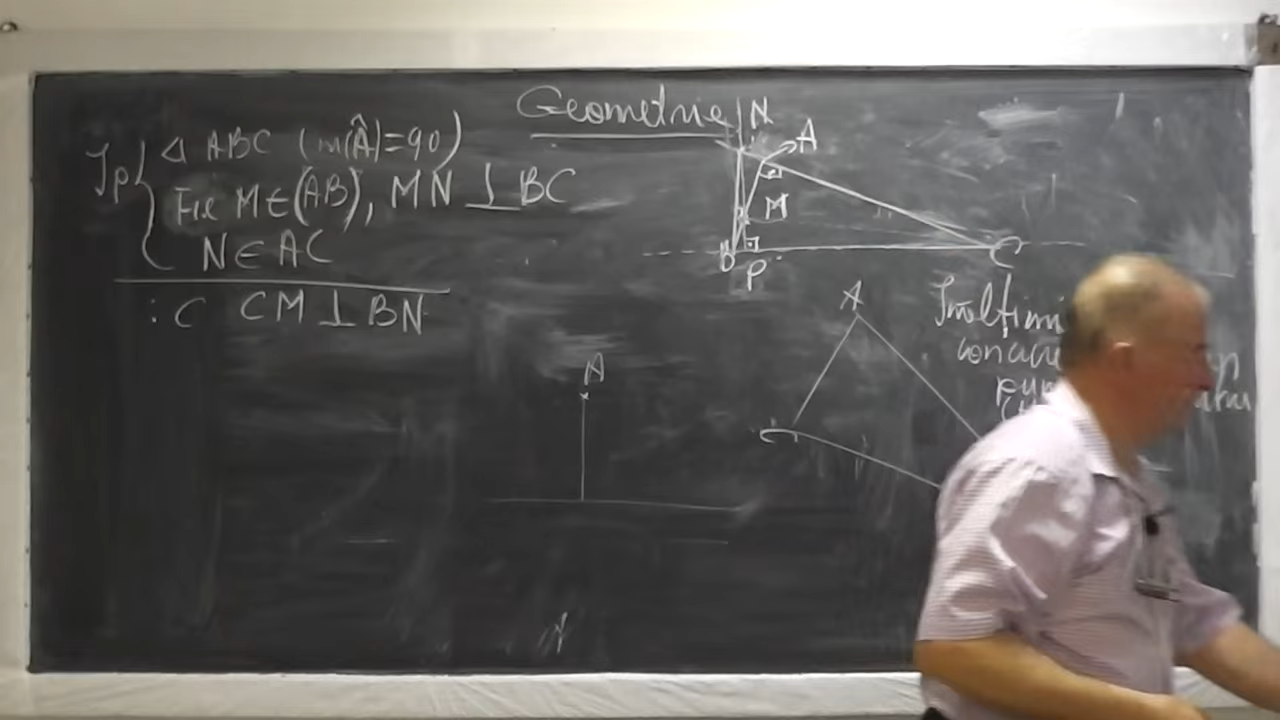 Geometrie
Ip { Δ ABC (m(Â)=90)
Fie M∈(AB), MN ⊥ BC
N ∈ AC
:C CM ⊥ BN
N
A
M
B
P
C
A
C
A